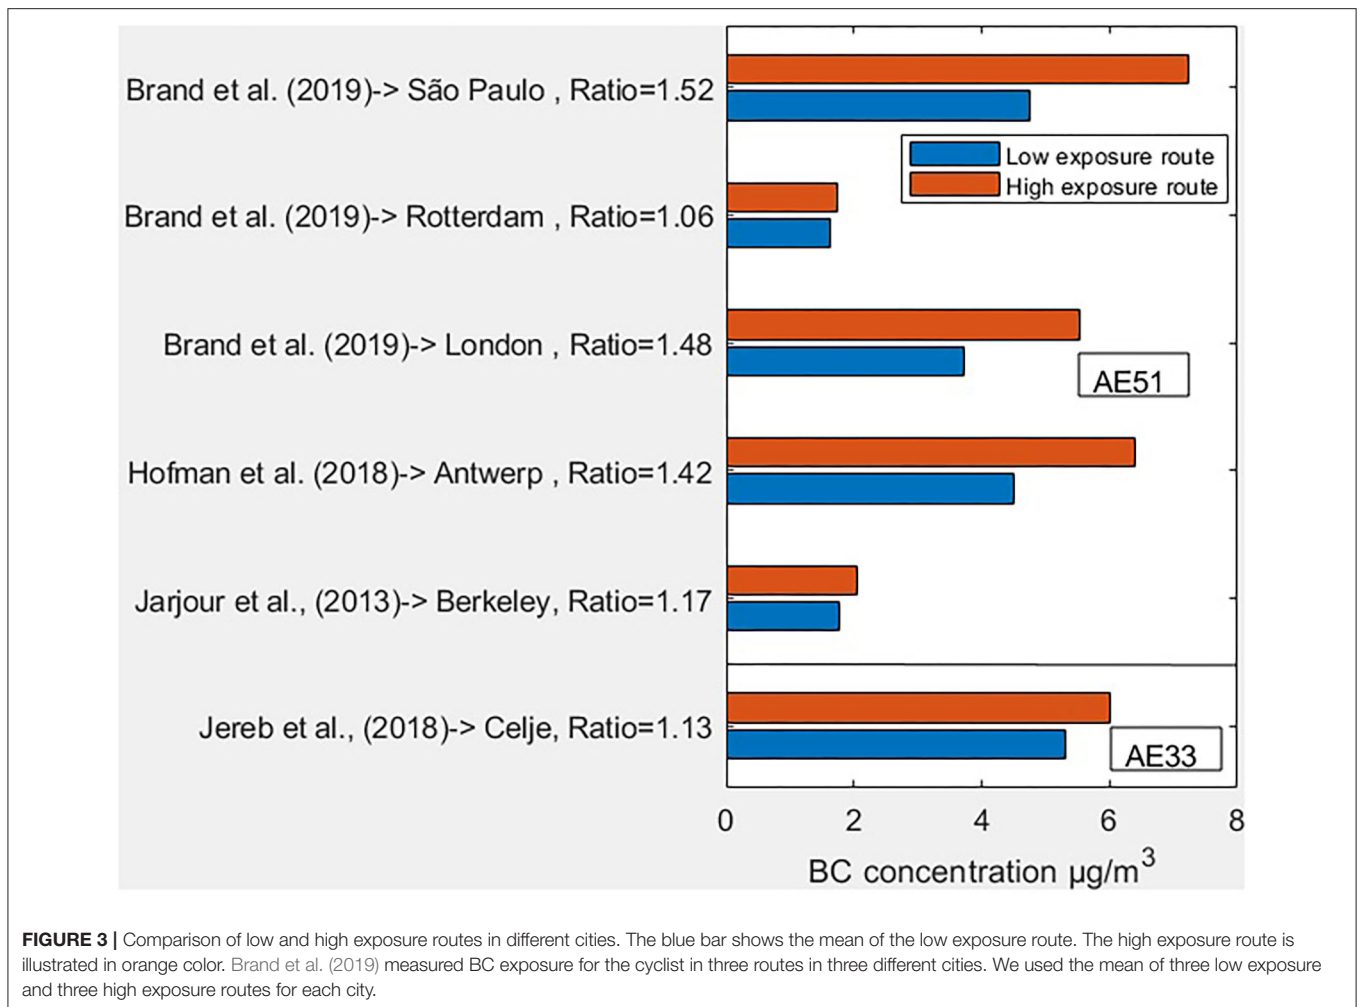 Brand et al. (2019)-> São Paulo , Ratio=1.52
Low exposure route
High exposure route
Brand et al. (2019)-> Rotterdam , Ratio=1.06
Brand et al. (2019)-> London , Ratio=1.48
AE51
Hofman et al. (2018)-> Antwerp , Ratio=1.42
Jarjour et al., (2013)-> Berkeley, Ratio=1.17
Jereb et al., (2018)-> Celje, Ratio=1.13
AE33
0 2 4 6 8
BC concentration µg/m³
FIGURE 3 | Comparison of low and high exposure routes in different cities. The blue bar shows the mean of the low exposure route. The high exposure route is
illustrated in orange color. Brand et al. (2019) measured BC exposure for the cyclist in three routes in three different cities. We used the mean of three low exposure
and three high exposure routes for each city.